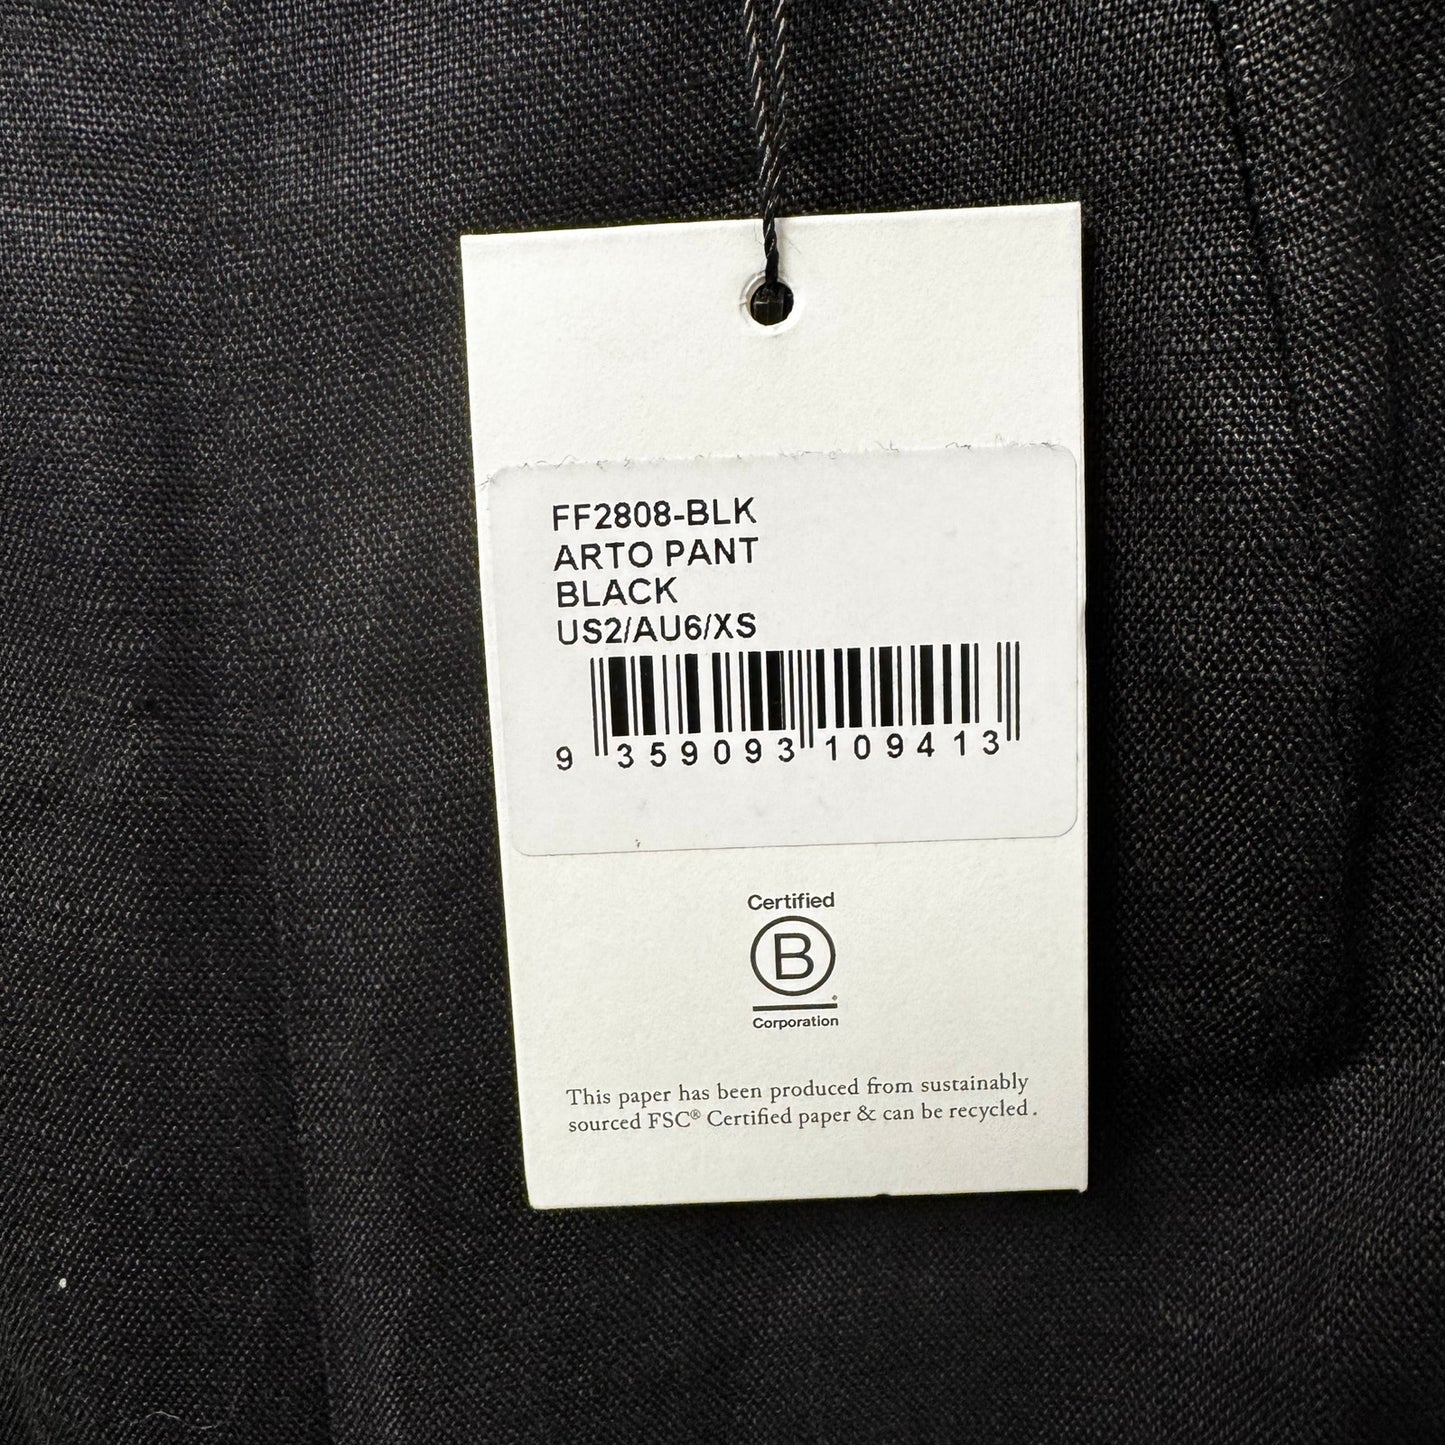 FF2808-BLK
ARTO PANT
BLACK
US2/AU6/XS
9 359093 109413
Certified
B
Corporation
This paper has been produced from sustainably
sourced FSC® Certified paper & can be recycled.